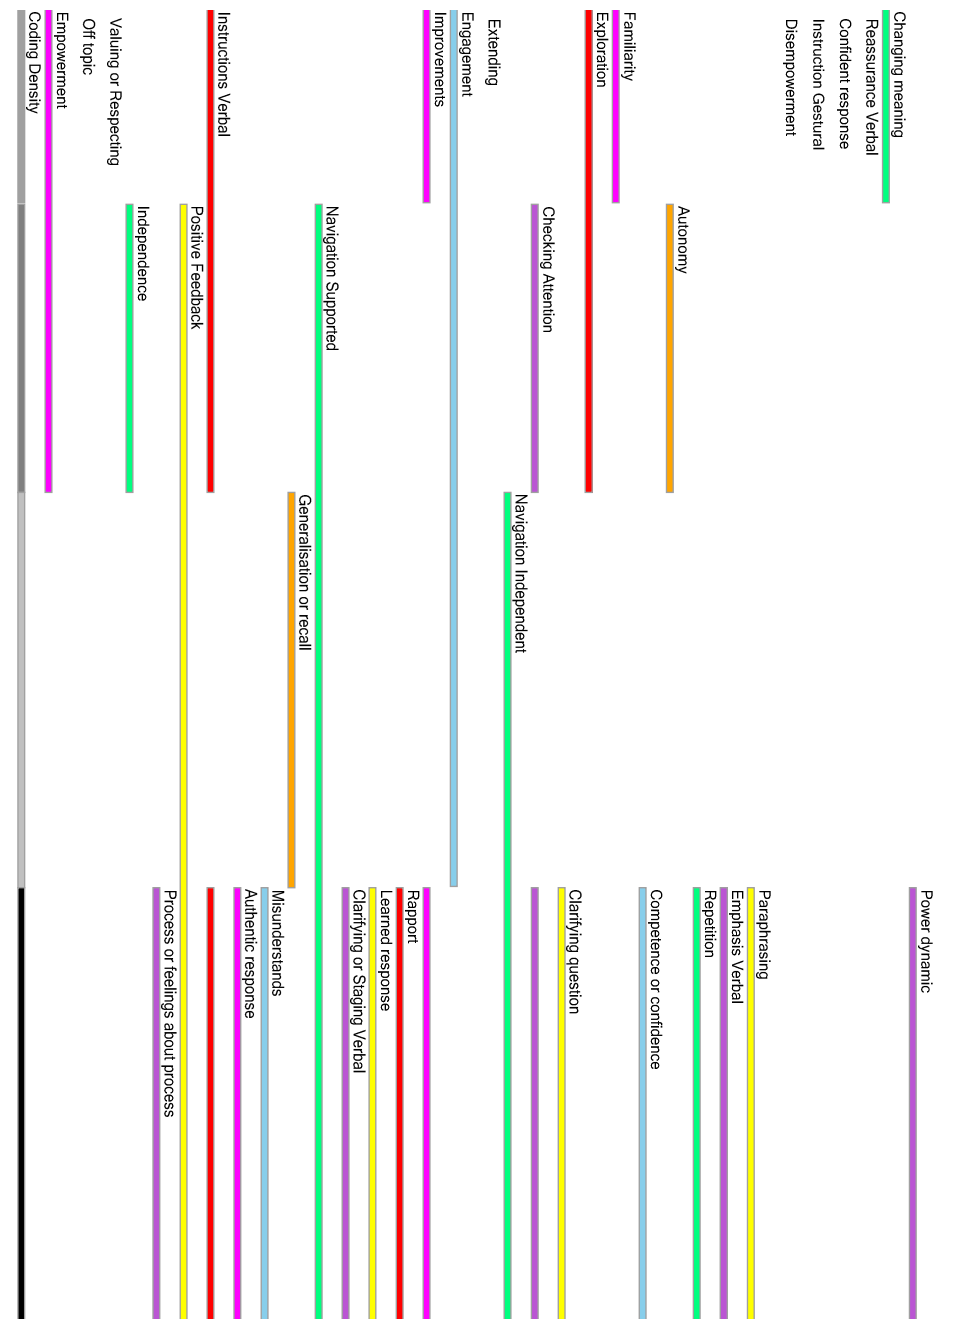 Coding Density
Empowerment
Off topic
Valuing or Respecting
Independence
Process or feelings about process
Positive Feedback
Instructions Verbal
Authentic response
Misunderstands
Generalisation or recall
Navigation Supported
Clarifying or Staging Verbal
Learned response
Rapport
Improvements
Engagement
Extending
Navigation Independent
Checking Attention
Clarifying question
Exploration
Familiarity
Competence or confidence
Autonomy
Repetition
Emphasis Verbal
Paraphrasing
Disempowerment
Instruction Gestural
Confident response
Reassurance Verbal
Changing meaning
Power dynamic